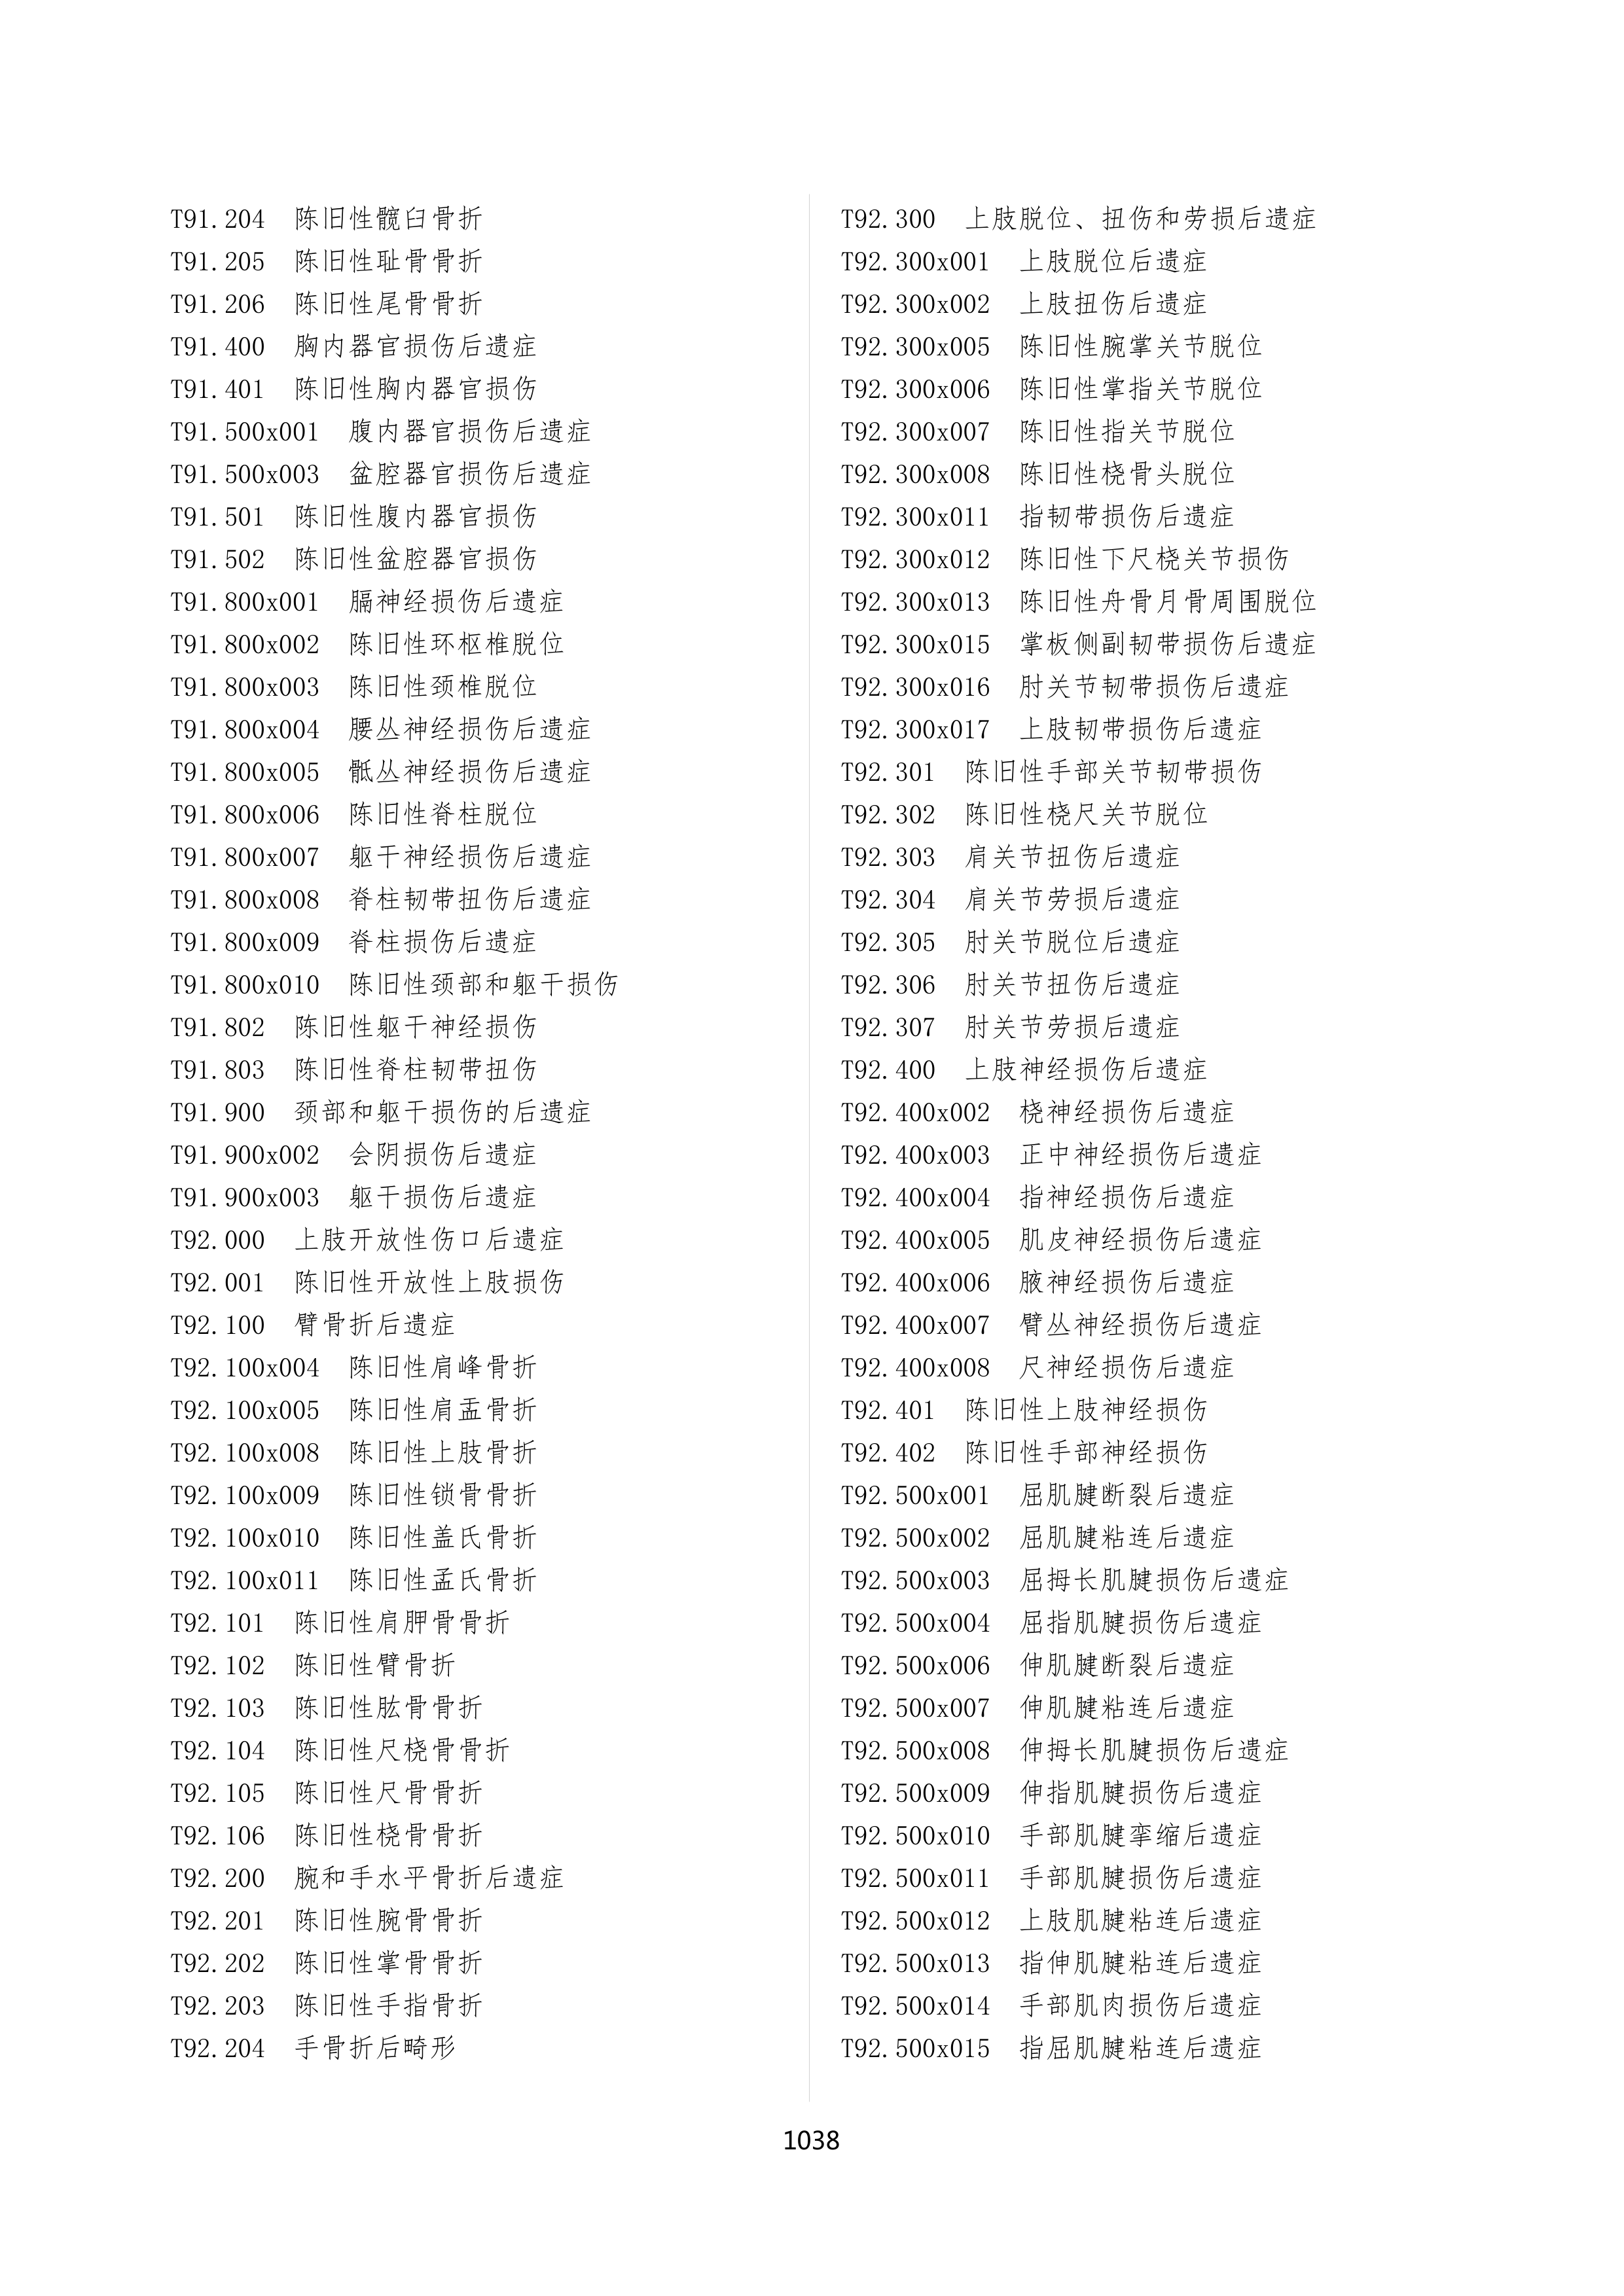 T91.204 陈旧性髋臼骨折
T91.205 陈旧性耻骨骨折
T91.206 陈旧性尾骨骨折
T91.400 胸内器官损伤后遗症
T91.401 陈旧性胸内器官损伤
T91.500x001 腹内器官损伤后遗症
T91.500x003 盆腔器官损伤后遗症
T91.501 陈旧性腹内器官损伤
T91.502 陈旧性盆腔器官损伤
T91.800x001 膈神经损伤后遗症
T91.800x002 陈旧性环枢椎脱位
T91.800x003 陈旧性颈椎脱位
T91.800x004 腰丛神经损伤后遗症
T91.800x005 骶丛神经损伤后遗症
T91.800x006 陈旧性脊柱脱位
T91.800x007 躯干神经损伤后遗症
T91.800x008 脊柱韧带扭伤后遗症
T91.800x009 脊柱损伤后遗症
T91.800x010 陈旧性颈部和躯干损伤
T91.802 陈旧性躯干神经损伤
T91.803 陈旧性脊柱韧带扭伤
T91.900 颈部和躯干损伤的后遗症
T91.900x002 会阴损伤后遗症
T91.900x003 躯干损伤后遗症
T92.000 上肢开放性伤口后遗症
T92.001 陈旧性开放性上肢损伤
T92.100 臂骨折后遗症
T92.100x004 陈旧性肩峰骨折
T92.100x005 陈旧性肩盂骨折
T92.100x008 陈旧性上肢骨折
T92.100x009 陈旧性锁骨骨折
T92.100x010 陈旧性盖氏骨折
T92.100x011 陈旧性孟氏骨折
T92.101 陈旧性肩胛骨骨折
T92.102 陈旧性臂骨折
T92.103 陈旧性肱骨骨折
T92.104 陈旧性尺桡骨骨折
T92.105 陈旧性尺骨骨折
T92.106 陈旧性桡骨骨折
T92.200 腕和手水平骨折后遗症
T92.201 陈旧性腕骨骨折
T92.202 陈旧性掌骨骨折
T92.203 陈旧性手指骨折
T92.204 手骨折后畸形
T92.300 上肢脱位、扭伤和劳损后遗症
T92.300x001 上肢脱位后遗症
T92.300x002 上肢扭伤后遗症
T92.300x005 陈旧性腕掌关节脱位
T92.300x006 陈旧性掌指关节脱位
T92.300x007 陈旧性指关节脱位
T92.300x008 陈旧性桡骨头脱位
T92.300x011 指韧带损伤后遗症
T92.300x012 陈旧性下尺桡关节损伤
T92.300x013 陈旧性舟骨月骨周围脱位
T92.300x015 掌板侧副韧带损伤后遗症
T92.300x016 肘关节韧带损伤后遗症
T92.300x017 上肢韧带损伤后遗症
T92.301 陈旧性手部关节韧带损伤
T92.302 陈旧性桡尺关节脱位
T92.303 肩关节扭伤后遗症
T92.304 肩关节劳损后遗症
T92.305 肘关节脱位后遗症
T92.306 肘关节扭伤后遗症
T92.307 肘关节劳损后遗症
T92.400 上肢神经损伤后遗症
T92.400x002 桡神经损伤后遗症
T92.400x003 正中神经损伤后遗症
T92.400x004 指神经损伤后遗症
T92.400x005 肌皮神经损伤后遗症
T92.400x006 腋神经损伤后遗症
T92.400x007 臂丛神经损伤后遗症
T92.400x008 尺神经损伤后遗症
T92.401 陈旧性上肢神经损伤
T92.402 陈旧性手部神经损伤
T92.500x001 屈肌腱断裂后遗症
T92.500x002 屈肌腱粘连后遗症
T92.500x003 屈拇长肌腱损伤后遗症
T92.500x004 屈指肌腱损伤后遗症
T92.500x006 伸肌腱断裂后遗症
T92.500x007 伸肌腱粘连后遗症
T92.500x008 伸拇长肌腱损伤后遗症
T92.500x009 伸指肌腱损伤后遗症
T92.500x010 手部肌腱挛缩后遗症
T92.500x011 手部肌腱损伤后遗症
T92.500x012 上肢肌腱粘连后遗症
T92.500x013 指伸肌腱粘连后遗症
T92.500x014 手部肌肉损伤后遗症
T92.500x015 指屈肌腱粘连后遗症
1038